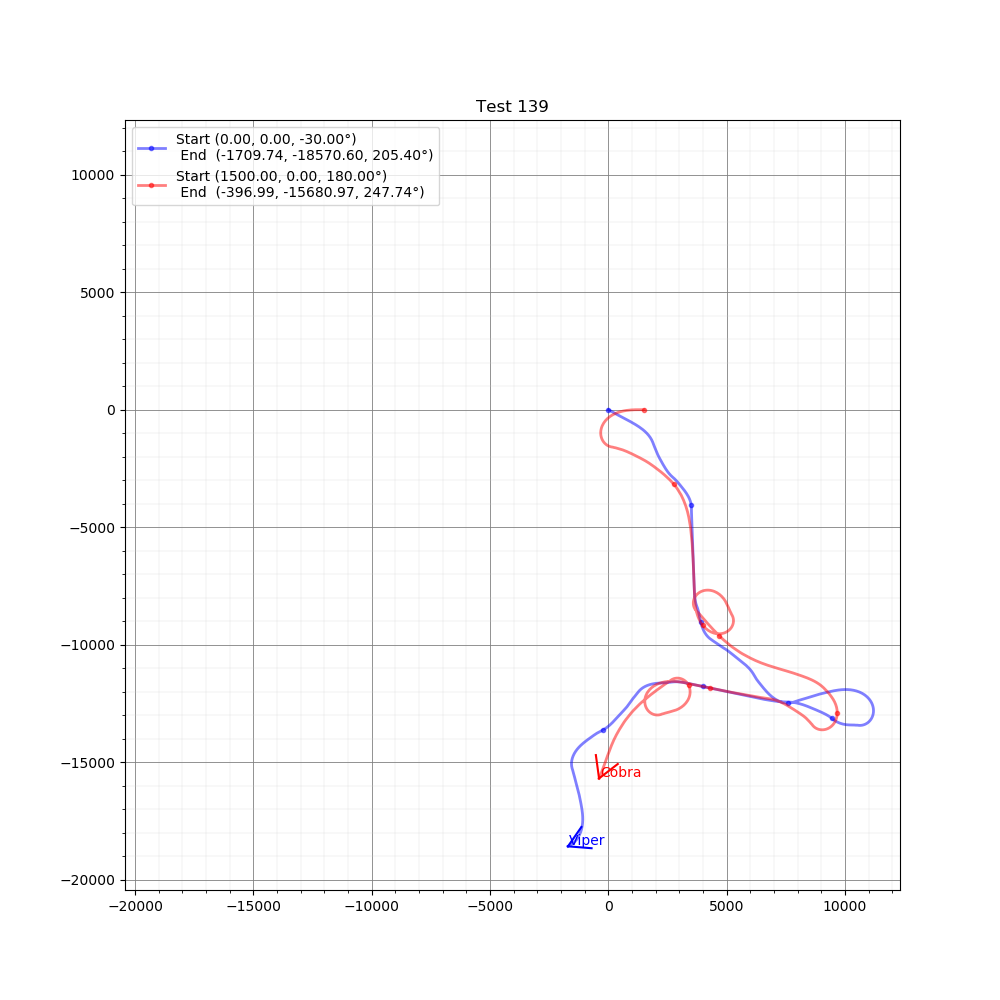 Test 139
Start (0.00, 0.00, -30.00°)
End (-1709.74, -18570.60, 205.40°)
Start (1500.00, 0.00, 180.00°)
End (-396.99, -15680.97, 247.74°)
10000
5000
0
−5000
−10000
−15000
−20000
Cobra
Viper
−20000 −15000 −10000 −5000 0 5000 10000